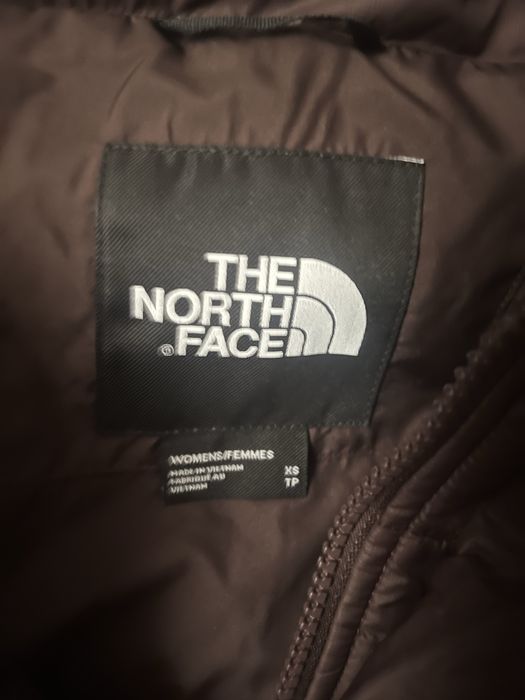 THE
NORTH
®FACE
WOMENS/FEMMES
MADE IN VIETNAM XS
FABRIQUÉ AU TP
VIETNAM